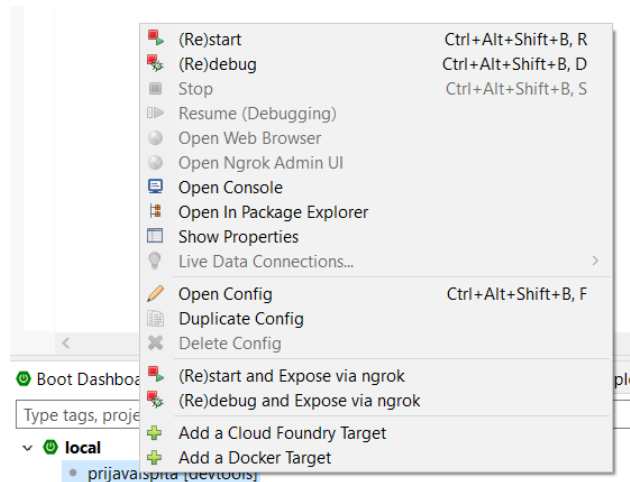 (Re)start Ctrl+Alt+Shift+B, R
(Re)debug Ctrl+Alt+Shift+B, D
Stop Ctrl+Alt+Shift+B, S
Resume (Debugging)
Open Web Browser
Open Ngrok Admin UI
Open Console
Open In Package Explorer
Show Properties
Live Data Connections...
Open Config Ctrl+Alt+Shift+B, F
Duplicate Config
Delete Config
(Re)start and Expose via ngrok
(Re)debug and Expose via ngrok
Add a Cloud Foundry Target
Add a Docker Target
Boot
Type tags,
local
[devtools]